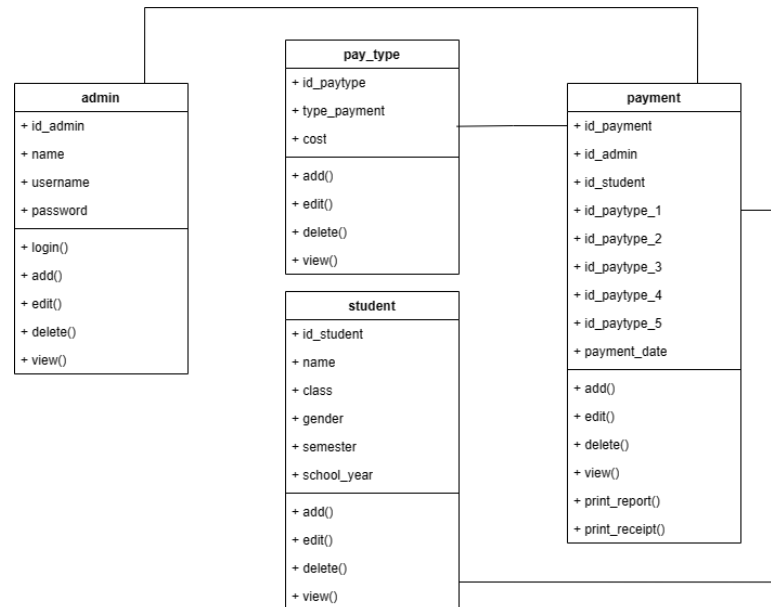 admin
+ id_admin
+ name
+ username
+ password
+ login()
+ add()
+ edit()
+ delete()
+ view()
pay_type
+ id_paytype
+ type_payment
+ cost
+ add()
+ edit()
+ delete()
+ view()
student
+ id_student
+ name
+ class
+ gender
+ semester
+ school_year
+ add()
+ edit()
+ delete()
+ view()
payment
+ id_payment
+ id_admin
+ id_student
+ id_paytype_1
+ id_paytype_2
+ id_paytype_3
+ id_paytype_4
+ id_paytype_5
+ payment_date
+ add()
+ edit()
+ delete()
+ view()
+ print_report()
+ print_receipt()